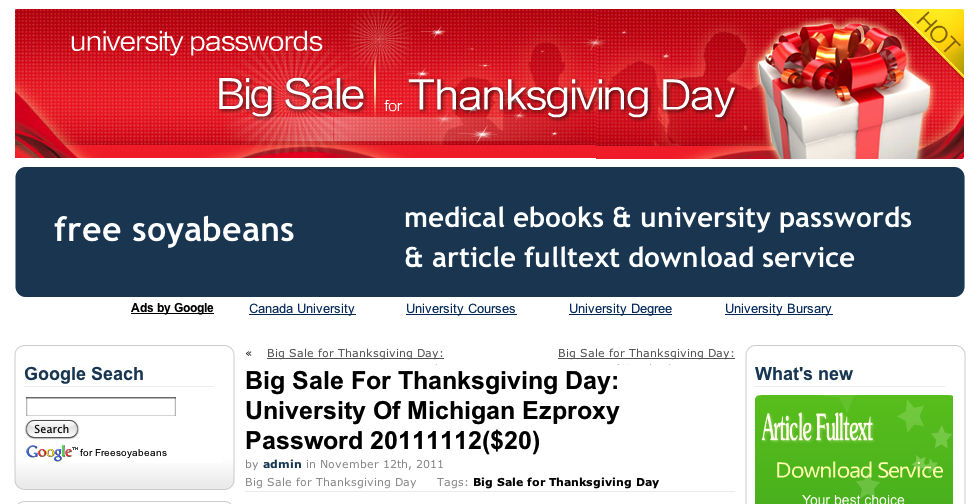 university passwords
HOT
Big Sale for Thanksgiving Day
free soyabeans
medical ebooks & university passwords
& article fulltext download service
Ads by Google Canada University University Courses University Degree University Bursary
« Big Sale for Thanksgiving Day: Big Sale for Thanksgiving Day:
Google Seach
Search
Google™ for Freesoyabeans
Big Sale For Thanksgiving Day:
University Of Michigan Ezproxy
Password 20111112($20)
by admin in November 12th, 2011
Big Sale for Thanksgiving Day Tags: Big Sale for Thanksgiving Day
What's new
Article Fulltext
Download Service
Your best choice